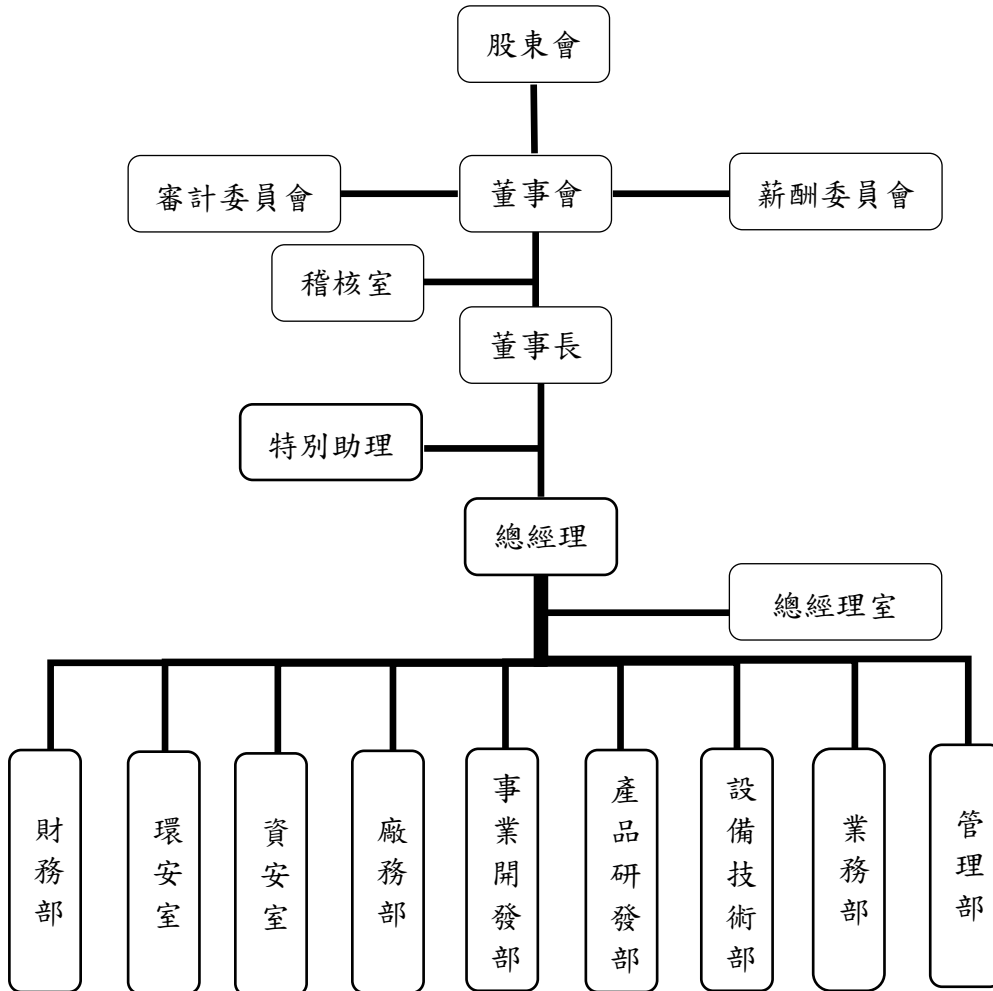 股東會
審計委員會
董事會
薪酬委員會
稽核室
董事長
特別助理
總經理
總經理室
財務部
環安室
資安室
廠務部
事業開發部
產品研發部
設備技術部
業務部
管理部